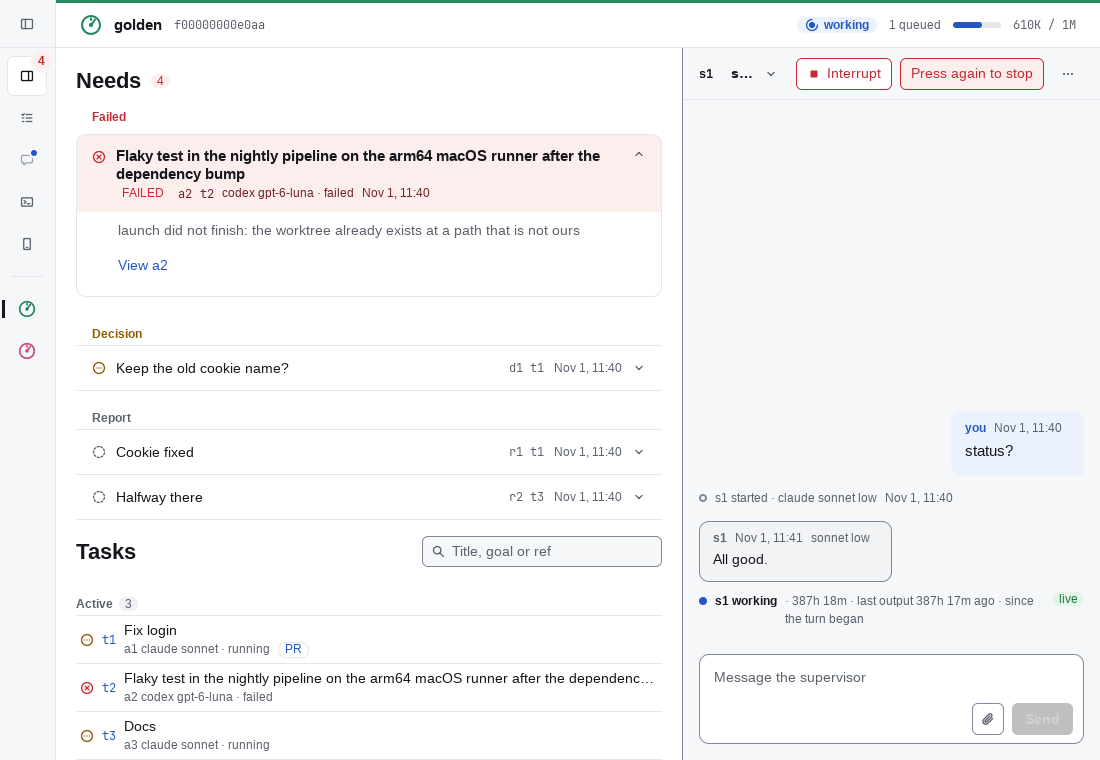 golden f00000000e0aa
working 1 queued 610K / 1M
4
Needs 4
Failed
Flaky test in the nightly pipeline on the arm64 macOS runner after the
dependency bump
FAILED a2 t2 codex gpt-6-luna · failed Nov 1, 11:40
launch did not finish: the worktree already exists at a path that is not ours
View a2
Decision
Keep the old cookie name? d1 t1 Nov 1, 11:40
Report
Cookie fixed r1 t1 Nov 1, 11:40
Halfway there r2 t3 Nov 1, 11:40
Tasks
Title, goal or ref
Active 3
t1 Fix login
a1 claude sonnet · running PR
t2 Flaky test in the nightly pipeline on the arm64 macOS runner after the dependenc…
a2 codex gpt-6-luna · failed
t3 Docs
a3 claude sonnet · running
s1 s… Interrupt Press again to stop
you Nov 1, 11:40
status?
s1 started · claude sonnet low Nov 1, 11:40
s1 Nov 1, 11:41 sonnet low
All good.
s1 working · 387h 18m · last output 387h 17m ago · since live
the turn began
Message the supervisor
Send